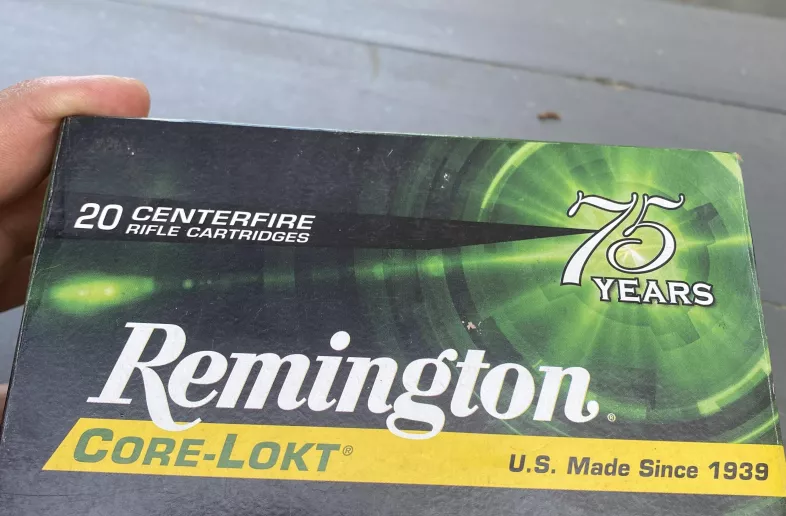 20 CENTERFIRE
RIFLE CARTRIDGES
75
YEARS
Remington®
CORE-LOKT®
U.S. Made Since 1939